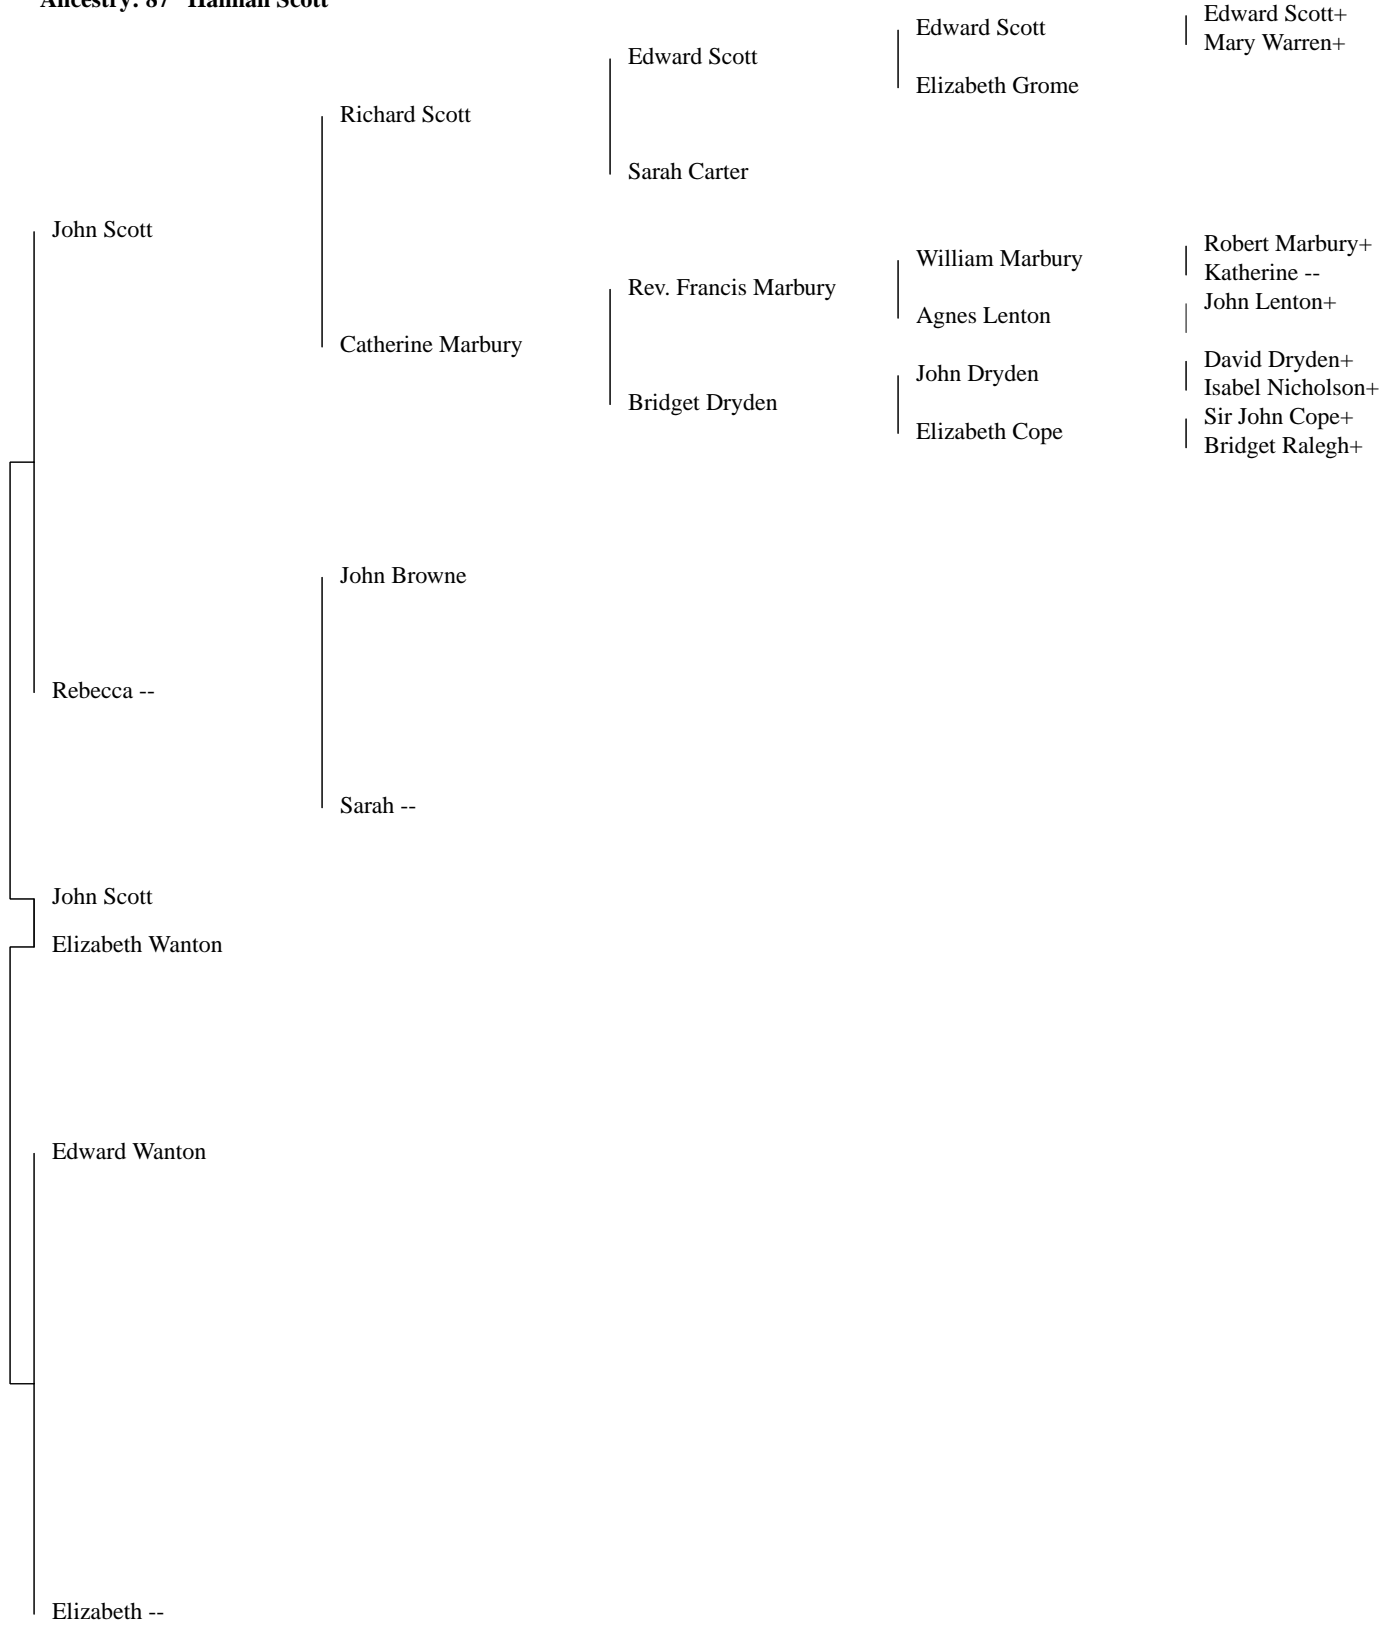 Ancestry: 87 Hannah Scott
Edward Scott+
Edward Scott
Mary Warren+
Edward Scott
Elizabeth Grome
Richard Scott
Sarah Carter
John Scott
Robert Marbury+
William Marbury
Katherine --
Rev. Francis Marbury
John Lenton+
Agnes Lenton
Catherine Marbury
David Dryden+
John Dryden
Isabel Nicholson+
Bridget Dryden
Sir John Cope+
Elizabeth Cope
Bridget Ralegh+
John Browne
Rebecca --
Sarah --
John Scott
Elizabeth Wanton
Edward Wanton
Elizabeth --